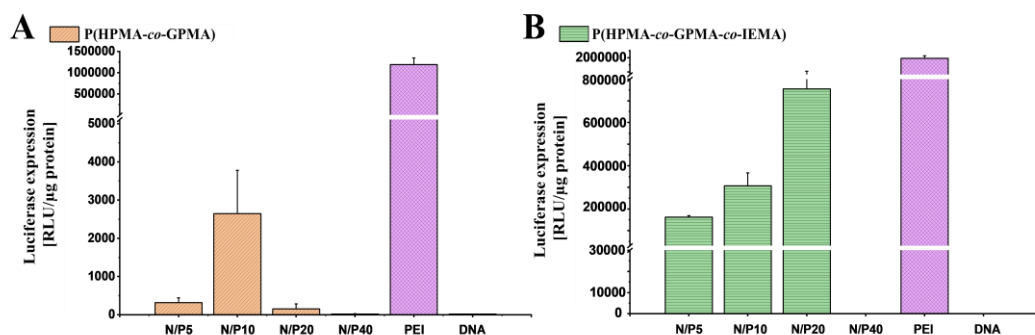 A
P(HPMA-co-GPMA)
Luciferase expression
[RLU/µg protein]
1500000
1000000
500000
5000
4000
3000
2000
1000
0
N/P5 N/P10 N/P20 N/P40 PEI DNA
B
P(HPMA-co-GPMA-co-IEMA)
Luciferase expression
[RLU/µg protein]
2000000
800000
600000
400000
200000
30000
10000
0
N/P5 N/P10 N/P20 N/P40 PEI DNA